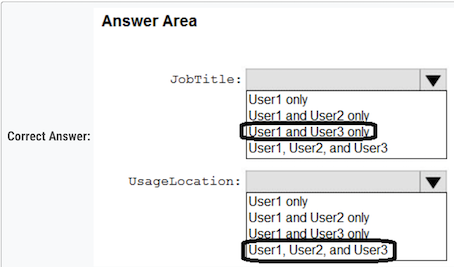 Answer Area
JobTitle:
User1 only
User1 and User2 only
Correct Answer:
User1 and User3 only
User1, User2, and User3
UsageLocation:
User1 only
User1 and User2 only
User1 and User3 only
User1, User2, and User3